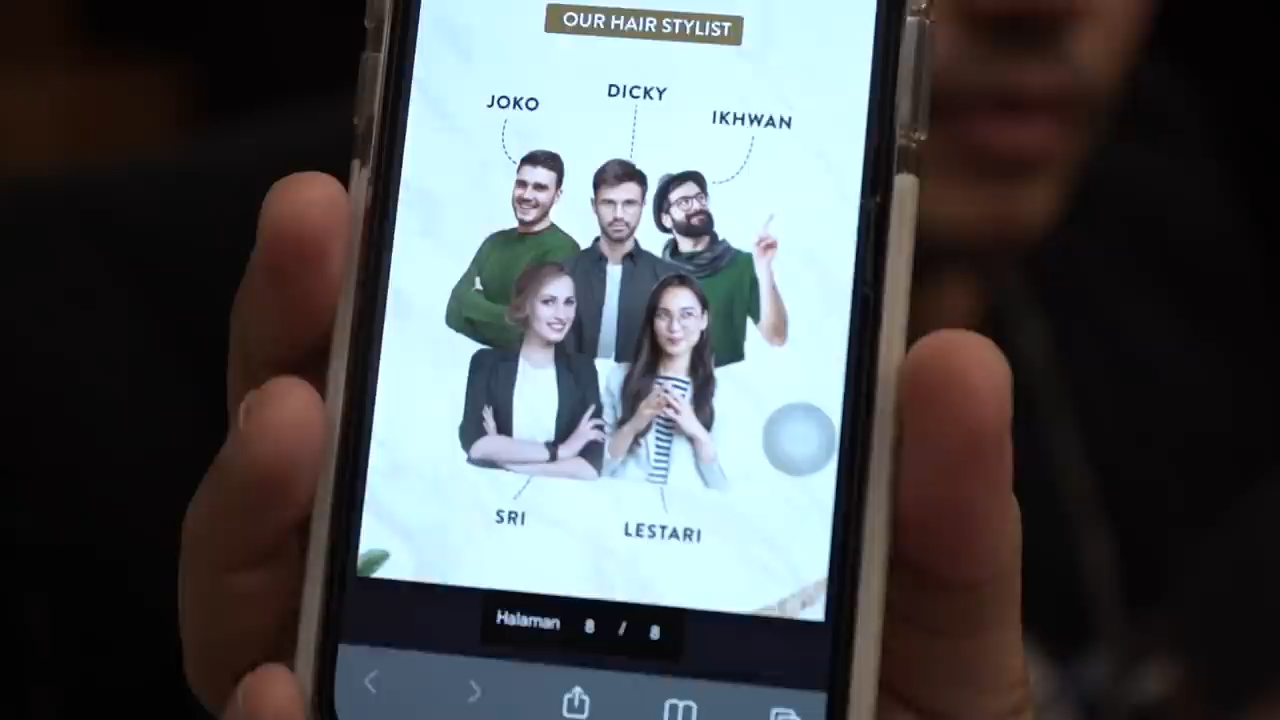 OUR HAIR STYLIST
DICKY
JOKO
IKHWAN
SRI
LESTARI
Halaman 8 / 8